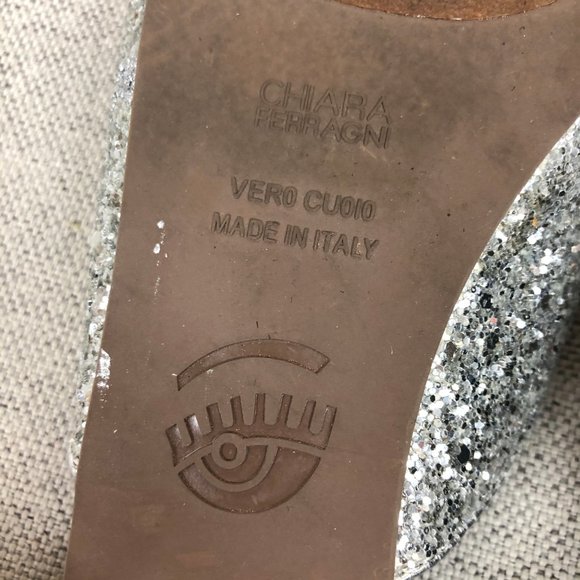 CHIARA
FERRAGNI
VERO CUOIO
MADE IN ITALY